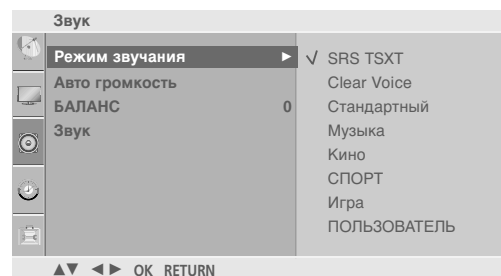 Звук
Режим звучания ► √ SRS TSXT
Авто громкость Clear Voice
БАЛАНС 0 Стандартный
Звук Музыка
Кино
СПОРТ
Игра
ПОЛЬЗОВАТЕЛЬ
▲▼ ◄► OK RETURN